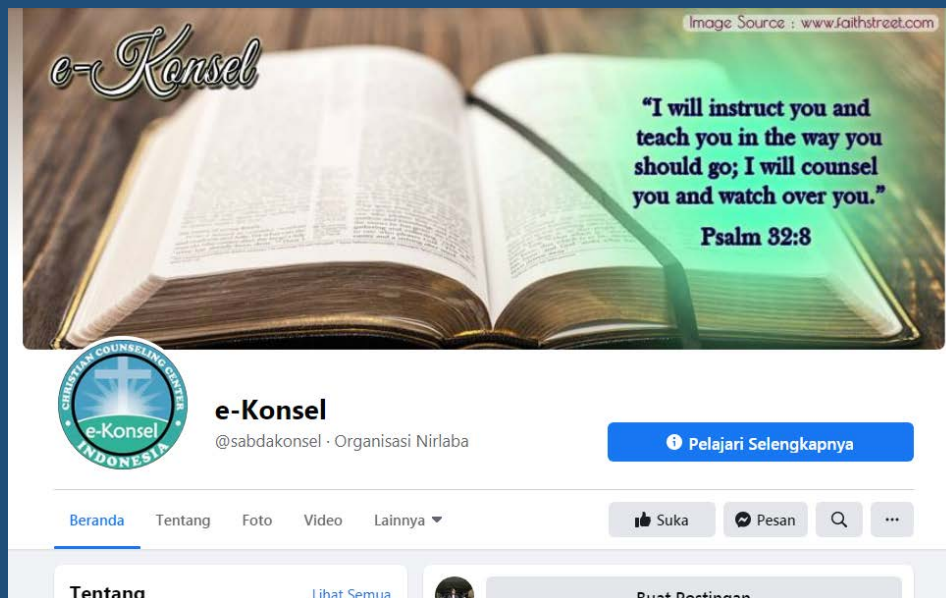 Image Source : www.faithstreet.com
e-Konsel
“I will instruct you and
teach you in the way you
should go; I will counsel
you and watch over you.”
Psalm 32:8
CHRISTIAN COUNSELING CENTER
e-Konsel
INDONESIA
e-Konsel
@sabdakonsel · Organisasi Nirlaba
Pelajari Selengkapnya
Beranda Tentang Foto Video Lainnya
Suka Pesan
Tentang Lihat Semua
Buat Postingan